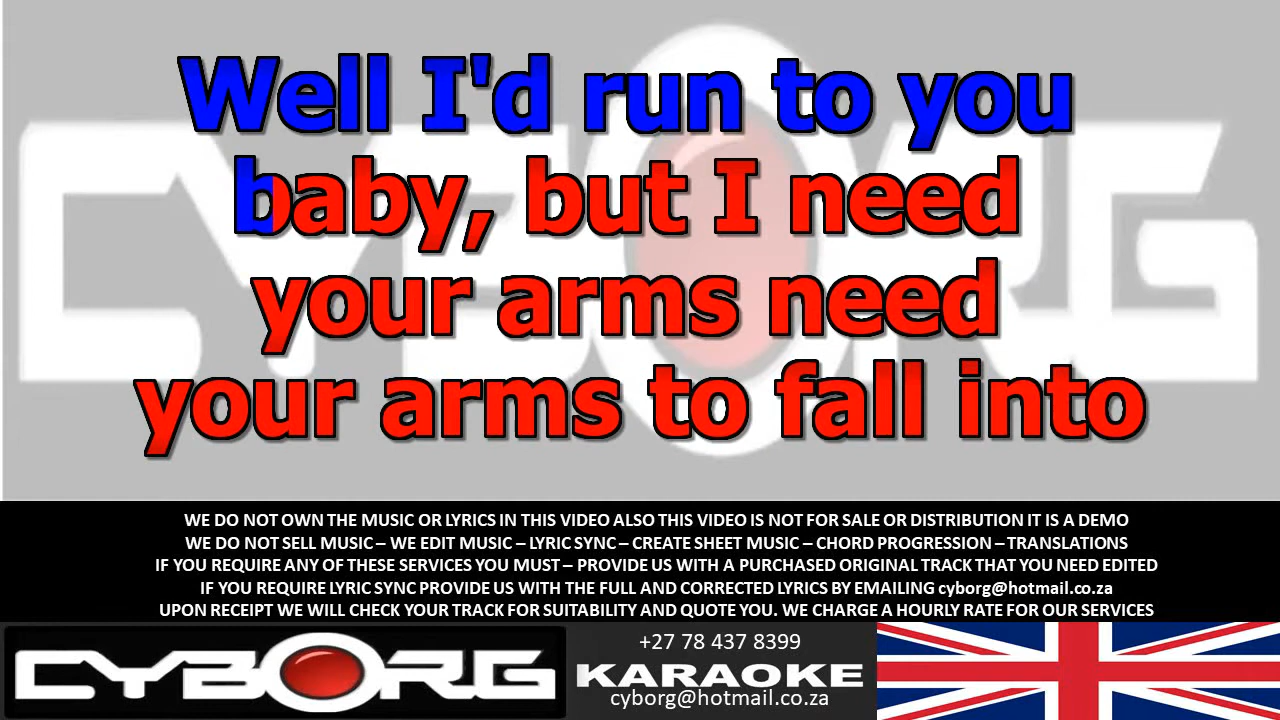 Well I'd run to you
baby, but I need
your arms need
your arms to fall into
WE DO NOT OWN THE MUSIC OR LYRICS IN THIS VIDEO ALSO THIS VIDEO IS NOT FOR SALE OR DISTRIBUTION IT IS A DEMO
WE DO NOT SELL MUSIC – WE EDIT MUSIC – LYRIC SYNC – CREATE SHEET MUSIC – CHORD PROGRESSION – TRANSLATIONS
IF YOU REQUIRE ANY OF THESE SERVICES YOU MUST – PROVIDE US WITH A PURCHASED ORIGINAL TRACK THAT YOU NEED EDITED
IF YOU REQUIRE LYRIC SYNC PROVIDE US WITH THE FULL AND CORRECTED LYRICS BY EMAILING cyborg@hotmail.co.za
UPON RECEIPT WE WILL CHECK YOUR TRACK FOR SUITABILITY AND QUOTE YOU. WE CHARGE A HOURLY RATE FOR OUR SERVICES
CYBORG
+27 78 437 8399
KARAOKE
cyborg@hotmail.co.za